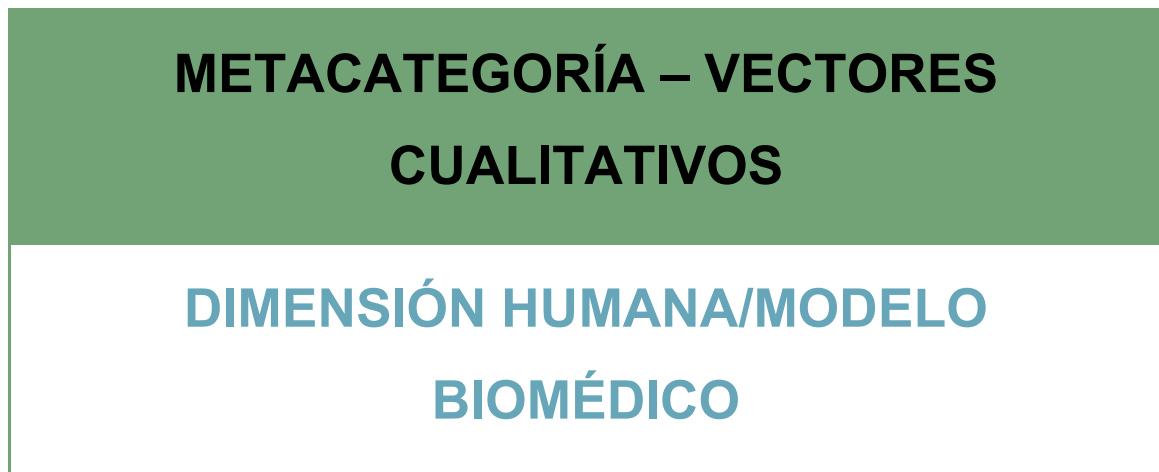 METACATEGORÍA – VECTORES
CUALITATIVOS
DIMENSIÓN HUMANA/MODELO
BIOMÉDICO